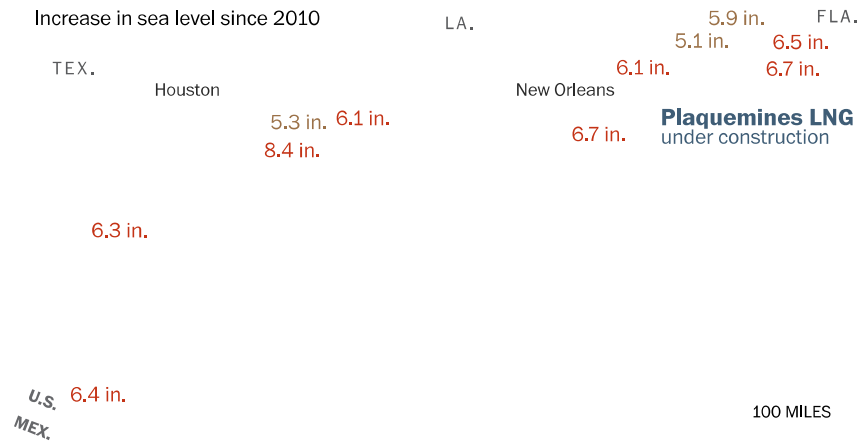 Increase in sea level since 2010
LA.
5.9 in.
FLA.
5.1 in.
6.5 in.
TEX.
6.1 in.
6.7 in.
Houston
New Orleans
5.3 in.
6.1 in.
Plaquemines LNG
under construction
6.7 in.
8.4 in.
6.3 in.
U.S.
6.4 in.
MEX.
100 MILES